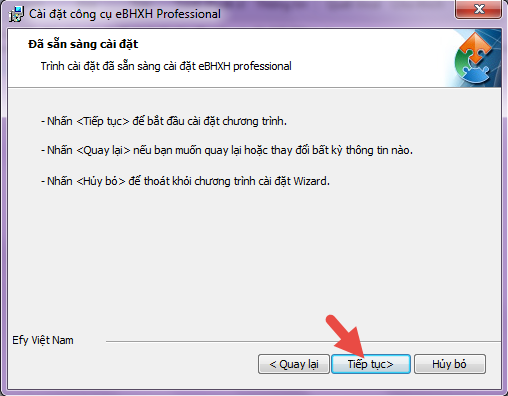 Cài đặt công cụ eBHXH Professional
Đã sẵn sàng cài đặt
Trình cài đặt đã sẵn sàng cài đặt eBHXH professional
- Nhấn <Tiếp tục> để bắt đầu cài đặt chương trình.
- Nhấn <Quay lại> nếu bạn muốn quay lại hoặc thay đổi bất kỳ thông tin nào.
- Nhấn <Hủy bỏ> để thoát khỏi chương trình cài đặt Wizard.
Efy Việt Nam
< Quay lại
Tiếp tục>
Hủy bỏ